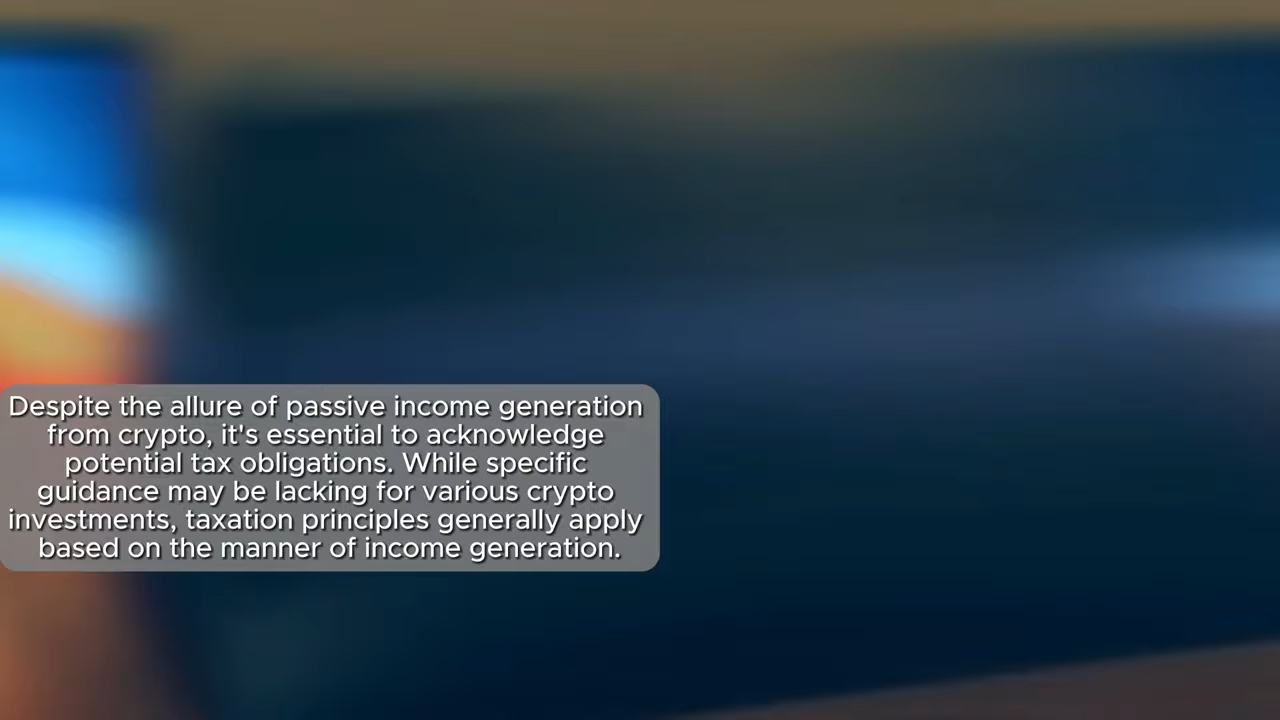 Despite the allure of passive income generation
from crypto, it's essential to acknowledge
potential tax obligations. While specific
guidance may be lacking for various crypto
investments, taxation principles generally apply
based on the manner of income generation.